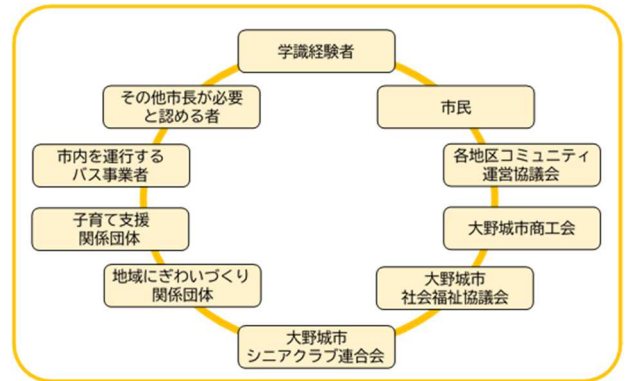 学識経験者
市民
各地区コミュニティ
運営協議会
大野城市商工会
大野城市
社会福祉協議会
大野城市
シニアクラブ連合会
地域にぎわいづくり
関係団体
子育て支援
関係団体
市内を運行する
バス事業者
その他市長が必要
と認める者